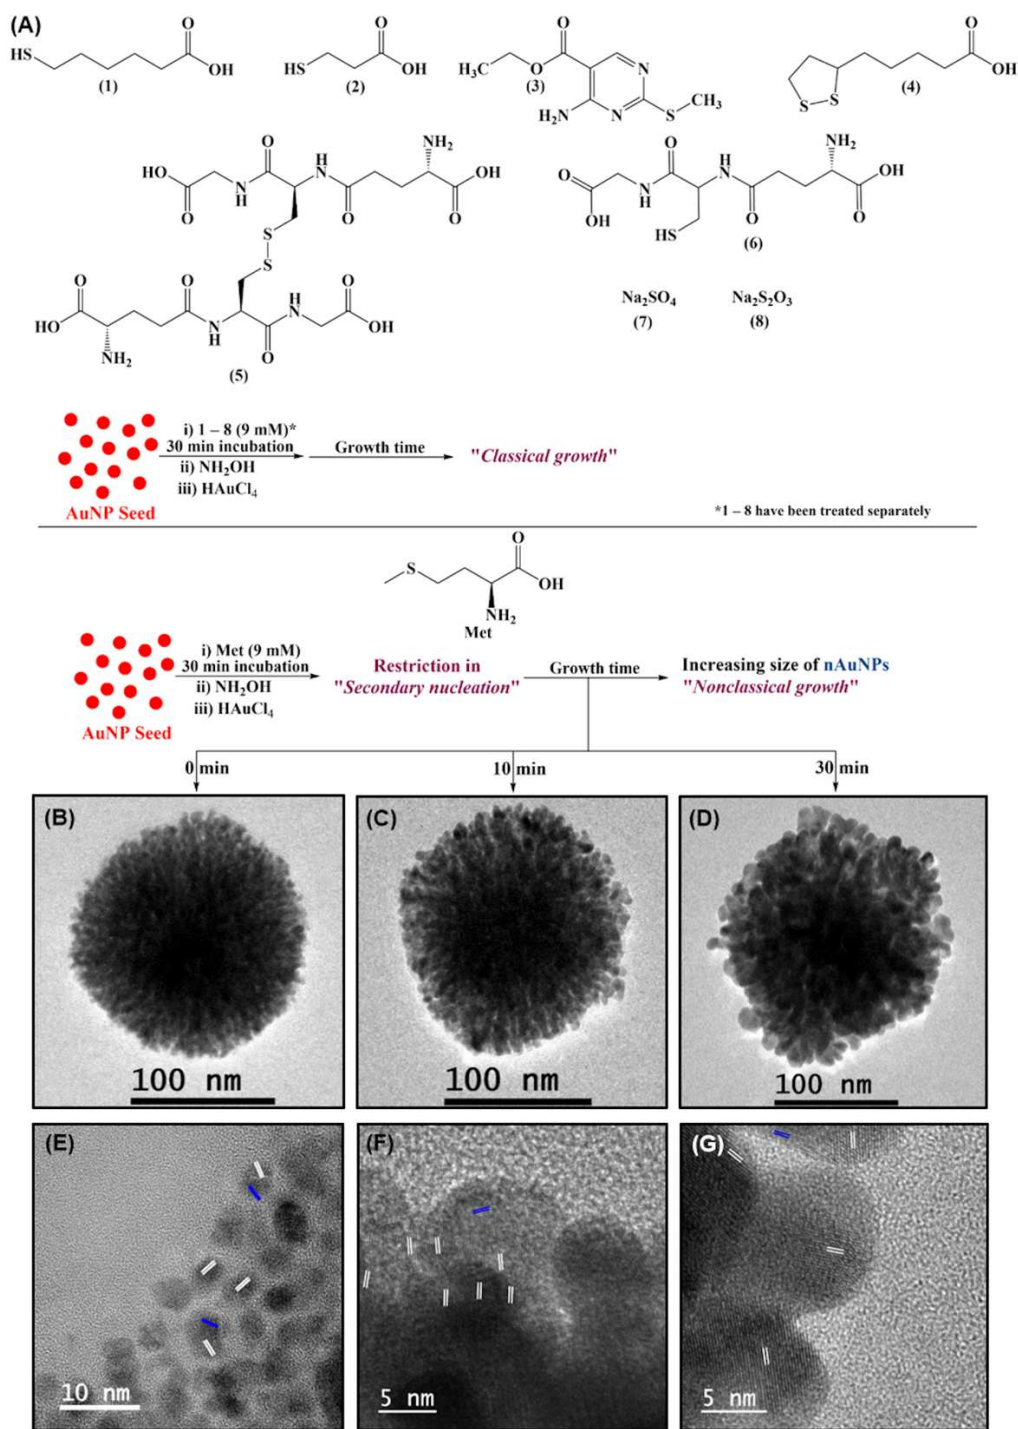 (A)
O
HS
OH
(1)
O
HS
OH
(2)
O
H₃C
O
(3)
N
H₂N
N
S
CH₃
O
OH
S
S
(4)
O
H
N
NH₂
HO
N
H
OH
O
O
O
S
S
O
O
H
N
O
HO
N
H
OH
NH₂
O
(5)
O
H
N
NH₂
O
N
H
OH
OH
HS
O
O
(6)
Na₂SO₄
Na₂S₂O₃
(7)
(8)
i) 1 – 8 (9 mM)*
30 min incubation
ii) NH₂OH
iii) HAuCl₄
Growth time
"Classical growth"
AuNP Seed
*1 – 8 have been treated separately
O
S
OH
NH₂
Met
i) Met (9 mM)
30 min incubation
ii) NH₂OH
iii) HAuCl₄
Restriction in
"Secondary nucleation"
Growth time
Increasing size of nAuNPs
"Nonclassical growth"
AuNP Seed
0 min
10 min
30 min
(B)
100 nm
(C)
100 nm
(D)
100 nm
(E)
10 nm
(F)
5 nm
(G)
5 nm